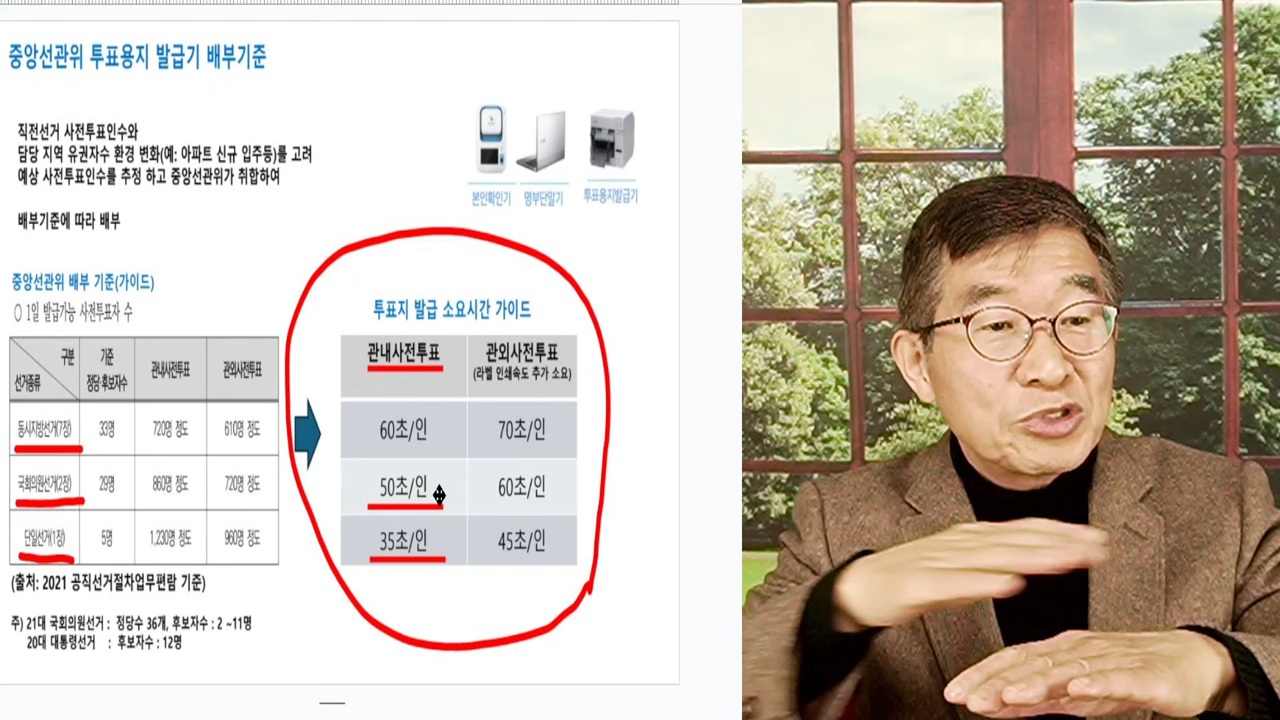 중앙선관위 투표용지 발급기 배부기준
직전선거 사전투표인수와
담당 지역 유권자수 환경 변화(예: 아파트 신규 입주등)를 고려
예상 사전투표인수를 추정 하고 중앙선관위가 취합하여
배부기준에 따라 배부
본인확인기 명부단말기 투표용지발급기
중앙선관위 배부 기준(가이드)
○ 1일 발급가능 사전투표자 수
구분
선거종류
기준
정당·후보자수
관내사전투표 관외사전투표
동시지방선거(7장) 33명 720명 정도 610명 정도
국회의원선거(2장) 29명 860명 정도 720명 정도
단일선거(1장) 5명 1,230명 정도 960명 정도
(출처: 2021 공직선거절차업무편람 기준)
주) 21대 국회의원선거 : 정당수 36개, 후보자수 : 2 ~11명
20대 대통령선거 : 후보자수 : 12명
투표지 발급 소요시간 가이드
관내사전투표 관외사전투표
(라벨 인쇄속도 추가 소요)
60초/인 70초/인
50초/인 60초/인
35초/인 45초/인